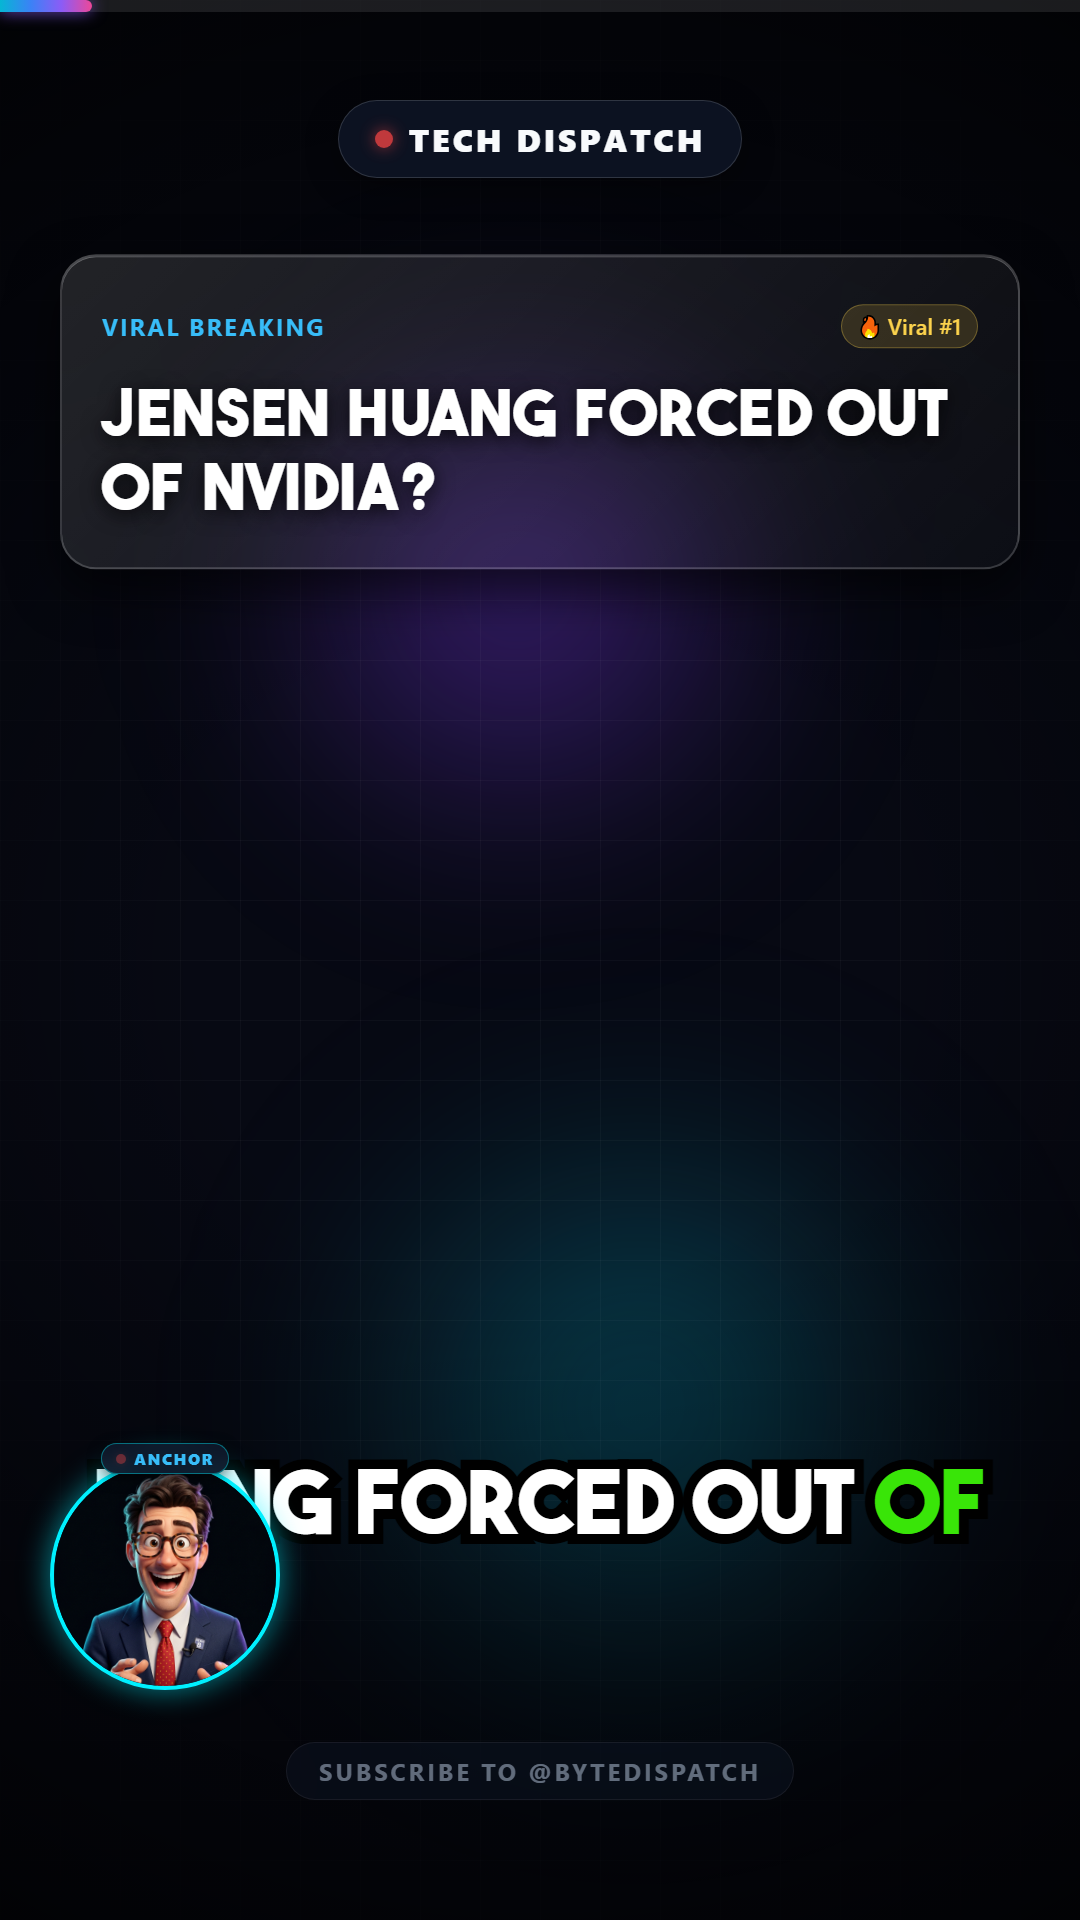 TECH DISPATCH
VIRAL BREAKING
🔥 Viral #1
JENSEN HUANG FORCED OUT
OF NVIDIA?
ANCHOR
FORCED OUT OF
SUBSCRIBE TO @BYTEDISPATCH